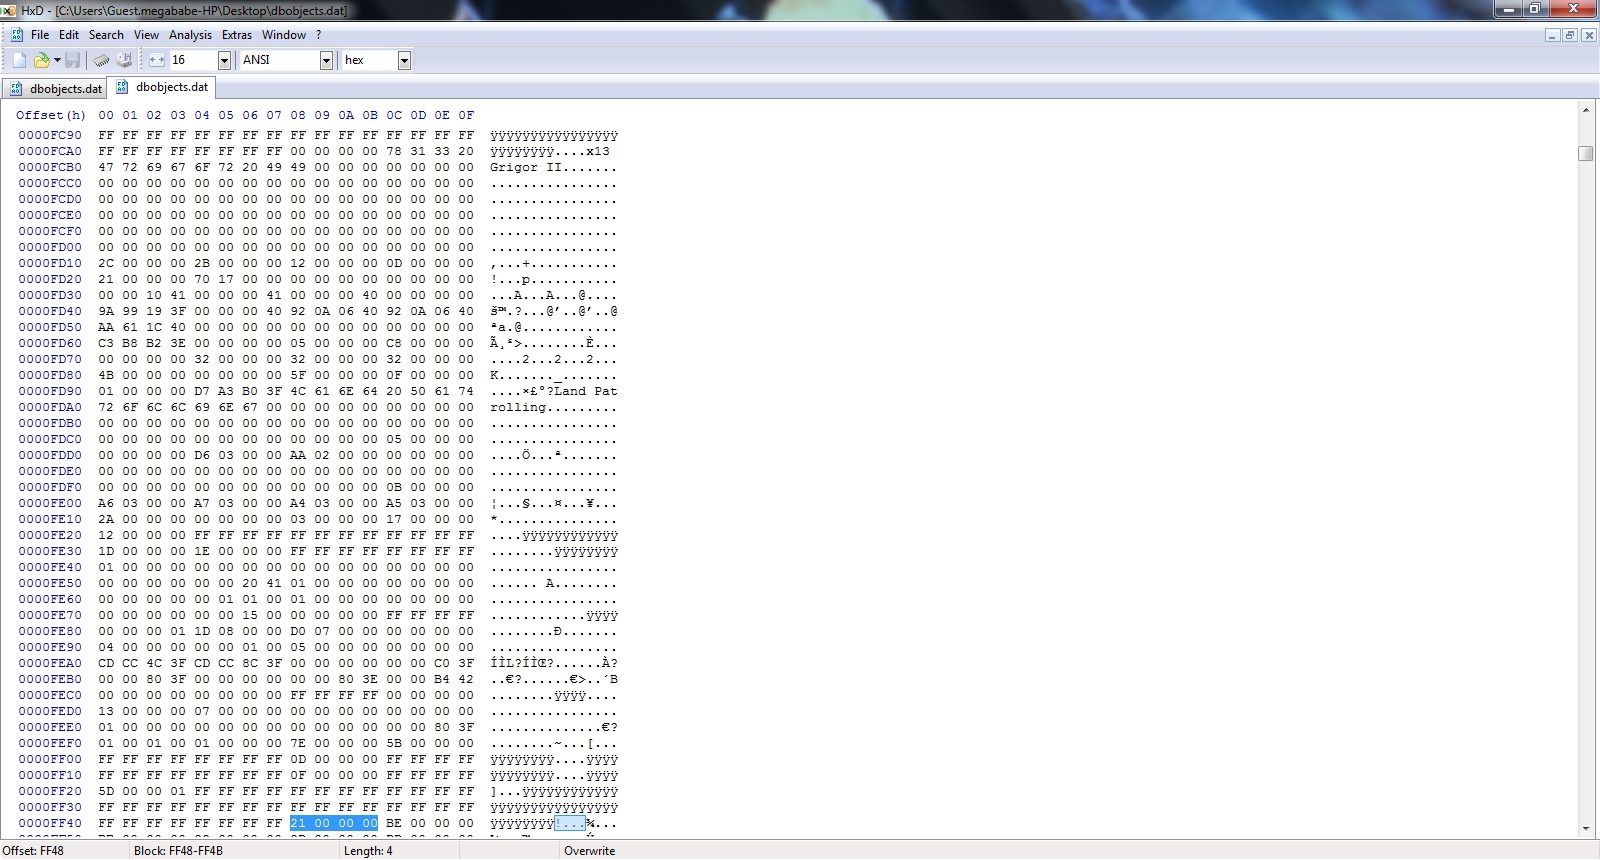 HxD - [C:\Users\Guest.megababe-HP\Desktop\dbobjects.dat]
File Edit Search View Analysis Extras Window ?
16 ANSI hex
dbobjects.dat dbobjects.dat
Offset(h) 00 01 02 03 04 05 06 07 08 09 0A 0B 0C 0D 0E 0F
0000FC90 FF FF FF FF FF FF FF FF FF FF FF FF FF FF FF FF ÿÿÿÿÿÿÿÿÿÿÿÿÿÿÿÿ
0000FCA0 FF FF FF FF FF FF FF FF 00 00 00 00 78 31 33 20 ÿÿÿÿÿÿÿÿ....x13
0000FCB0 47 72 69 67 6F 72 20 49 49 00 00 00 00 00 00 00 Grigor II.......
0000FCC0 00 00 00 00 00 00 00 00 00 00 00 00 00 00 00 00 ................
0000FCD0 00 00 00 00 00 00 00 00 00 00 00 00 00 00 00 00 ................
0000FCE0 00 00 00 00 00 00 00 00 00 00 00 00 00 00 00 00 ................
0000FCF0 00 00 00 00 00 00 00 00 00 00 00 00 00 00 00 00 ................
0000FD00 00 00 00 00 00 00 00 00 00 00 00 00 00 00 00 00 ................
0000FD10 2C 00 00 00 2B 00 00 00 12 00 00 00 0D 00 00 00 ,...+...........
0000FD20 21 00 00 00 70 17 00 00 00 00 00 00 00 00 00 00 !...p...........
0000FD30 00 00 10 41 00 00 00 41 00 00 00 40 00 00 00 00 ...A...A...@....
0000FD40 9A 99 19 3F 00 00 00 40 92 0A 06 40 92 0A 06 40 š™.?...@’..@’..@
0000FD50 AA 61 1C 40 00 00 00 00 00 00 00 00 00 00 00 00 ªa.@............
0000FD60 C3 B8 B2 3E 00 00 00 00 05 00 00 00 C8 00 00 00 Ã¸²>........È...
0000FD70 00 00 00 00 32 00 00 00 32 00 00 00 32 00 00 00 ....2...2...2...
0000FD80 4B 00 00 00 00 00 00 00 5F 00 00 00 0F 00 00 00 K......._.......
0000FD90 01 00 00 00 D7 A3 B0 3F 4C 61 6E 64 20 50 61 74 ....×£°?Land Pat
0000FDA0 72 6F 6C 6C 69 6E 67 00 00 00 00 00 00 00 00 00 rolling.........
0000FDB0 00 00 00 00 00 00 00 00 00 00 00 00 00 00 00 00 ................
0000FDC0 00 00 00 00 00 00 00 00 00 00 00 00 05 00 00 00 ................
0000FDD0 00 00 00 00 D6 03 00 00 AA 02 00 00 00 00 00 00 ....Ö...ª.......
0000FDE0 00 00 00 00 00 00 00 00 00 00 00 00 00 00 00 00 ................
0000FDF0 00 00 00 00 00 00 00 00 00 00 00 00 0B 00 00 00 ................
0000FE00 A6 03 00 00 A7 03 00 00 A4 03 00 00 A5 03 00 00 ¦...§...¤...¥...
0000FE10 2A 00 00 00 00 00 00 00 03 00 00 00 17 00 00 00 *...............
0000FE20 12 00 00 00 FF FF FF FF FF FF FF FF FF FF FF FF ....ÿÿÿÿÿÿÿÿÿÿÿÿ
0000FE30 1D 00 00 00 1E 00 00 00 FF FF FF FF FF FF FF FF ........ÿÿÿÿÿÿÿÿ
0000FE40 01 00 00 00 00 00 00 00 00 00 00 00 00 00 00 00 ................
0000FE50 00 00 00 00 00 00 20 41 01 00 00 00 00 00 00 00 ...... A........
0000FE60 00 00 00 00 00 01 01 00 01 00 00 00 00 00 00 00 ................
0000FE70 00 00 00 00 00 00 15 00 00 00 00 00 FF FF FF FF ............ÿÿÿÿ
0000FE80 00 00 00 01 1D 08 00 00 D0 07 00 00 00 00 00 00 ........Ð.......
0000FE90 04 00 00 00 00 00 01 00 05 00 00 00 00 00 00 00 ................
0000FEA0 CD CC 4C 3F CD CC 8C 3F 00 00 00 00 00 00 C0 3F ÍÌL?ÍÌŒ?......À?
0000FEB0 00 00 80 3F 00 00 00 00 00 00 80 3E 00 00 B4 42 ..€?......€>..´B
0000FEC0 00 00 00 00 00 00 00 00 FF FF FF FF 00 00 00 00 ........ÿÿÿÿ....
0000FED0 13 00 00 00 07 00 00 00 00 00 00 00 00 00 00 00 ................
0000FEE0 01 00 00 00 00 00 00 00 00 00 00 00 00 00 80 3F ..............€?
0000FEF0 01 00 01 00 01 00 00 00 7E 00 00 00 5B 00 00 00 ........~...[...
0000FF00 FF FF FF FF FF FF FF FF 0D 00 00 00 FF FF FF FF ÿÿÿÿÿÿÿÿ....ÿÿÿÿ
0000FF10 FF FF FF FF FF FF FF FF 0F 00 00 00 FF FF FF FF ÿÿÿÿÿÿÿÿ....ÿÿÿÿ
0000FF20 5D 00 00 01 FF FF FF FF FF FF FF FF FF FF FF FF ]...ÿÿÿÿÿÿÿÿÿÿÿÿ
0000FF30 FF FF FF FF FF FF FF FF FF FF FF FF FF FF FF FF ÿÿÿÿÿÿÿÿÿÿÿÿÿÿÿÿ
0000FF40 FF FF FF FF FF FF FF FF 21 00 00 00 BE 00 00 00 ÿÿÿÿÿÿÿÿ!...¾...
Offset: FF48 Block: FF48-FF4B Length: 4 Overwrite